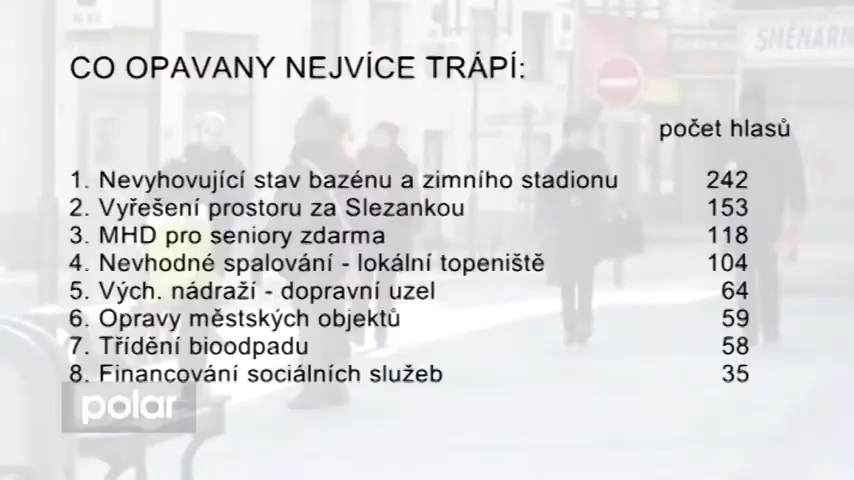 SMĚNÁRN
CO OPAVANY NEJVÍCE TRÁPÍ:
počet hlasů
1. Nevyhovující stav bazénu a zimního stadionu 242
2. Vyřešení prostoru za Slezankou 153
3. MHD pro seniory zdarma 118
4. Nevhodné spalování - lokální topeniště 104
5. Vých. nádraží - dopravní uzel 64
6. Opravy městských objektů 59
7. Třídění bioodpadu 58
8. Financování sociálních služeb 35
polar